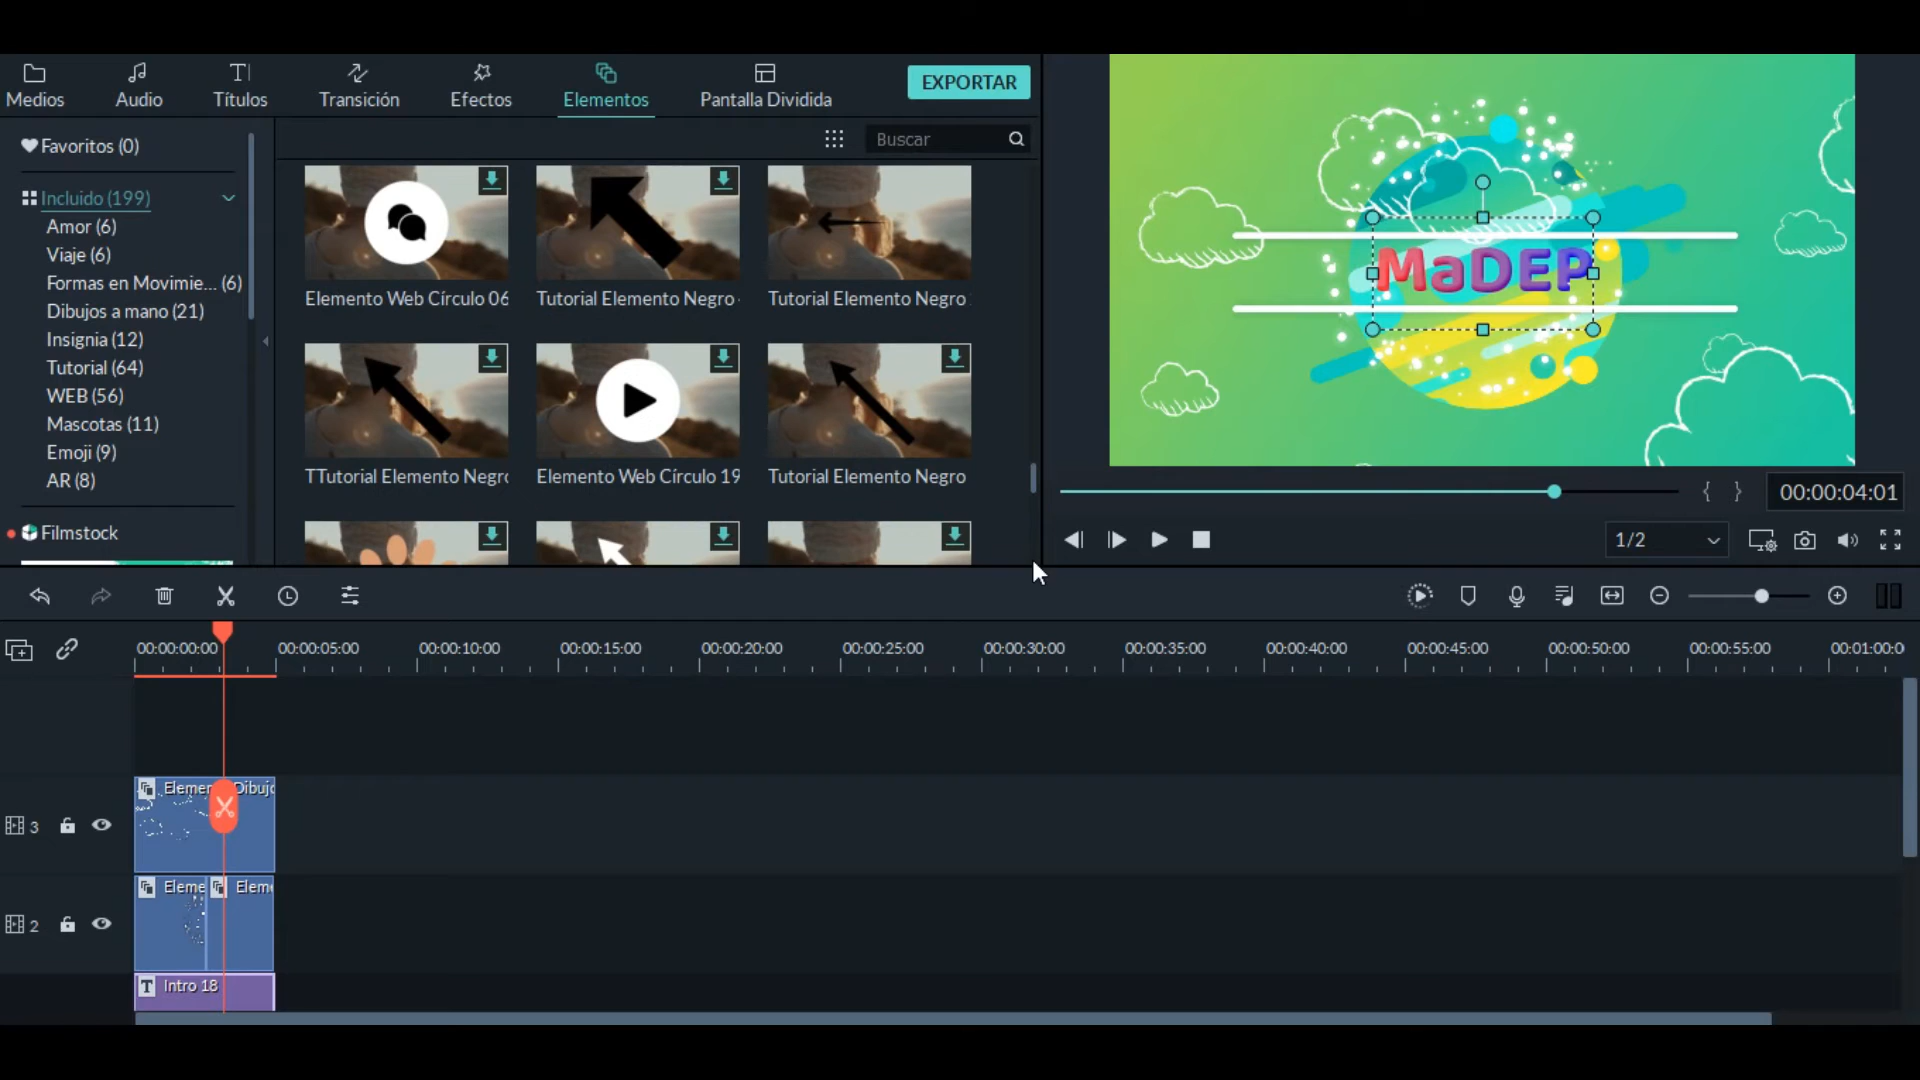 Medios
Audio
Títulos
Transición
Efectos
Elementos
Pantalla Dividida
EXPORTAR
Favoritos (0)
Buscar
Incluido (199)
Amor (6)
Viaje (6)
Formas en Movimie... (6)
Dibujos a mano (21)
Insignia (12)
Tutorial (64)
WEB (56)
Mascotas (11)
Emoji (9)
AR (8)
Filmstock
Elemento Web Círculo 06
Tutorial Elemento Negro
Tutorial Elemento Negro
TTutorial Elemento Negro
Elemento Web Círculo 19
Tutorial Elemento Negro
MaDEP
00:00:04:01
1/2
00:00:00:00
00:00:05:00
00:00:10:00
00:00:15:00
00:00:20:00
00:00:25:00
00:00:30:00
00:00:35:00
00:00:40:00
00:00:45:00
00:00:50:00
00:00:55:00
00:01:00:0
3
Elemen Dibujo
2
Eleme
Eleme
T Intro 18